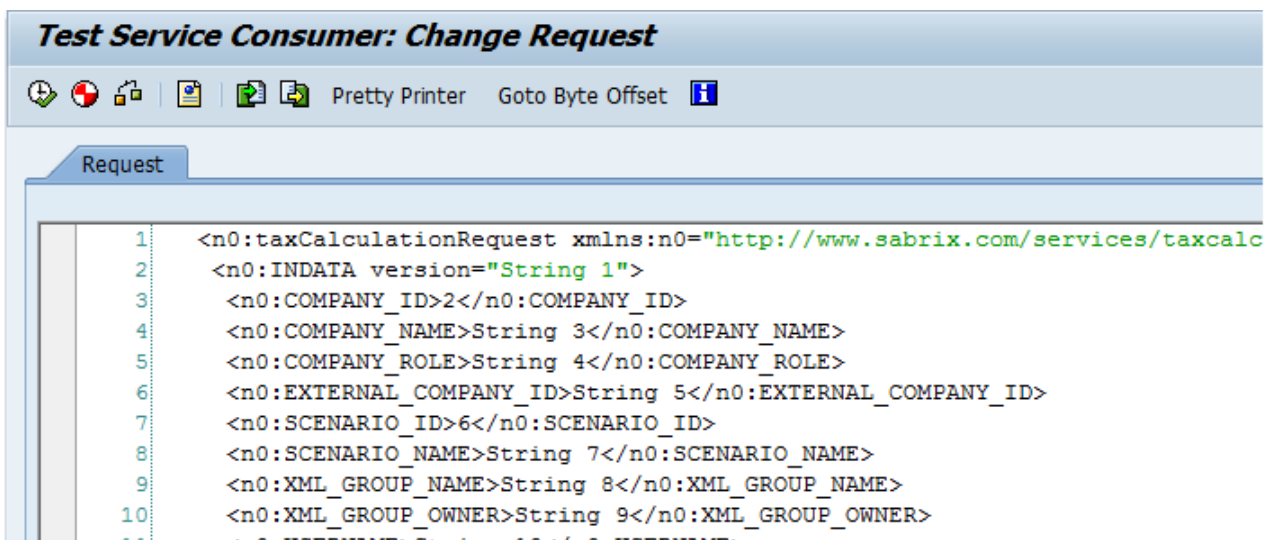 Test Service Consumer: Change Request
Pretty Printer Goto Byte Offset
Request
1 <n0:taxCalculationRequest xmlns:n0="http://www.sabrix.com/services/taxcalc
2 <n0:INDATA version="String 1">
3 <n0:COMPANY_ID>2</n0:COMPANY_ID>
4 <n0:COMPANY_NAME>String 3</n0:COMPANY_NAME>
5 <n0:COMPANY_ROLE>String 4</n0:COMPANY_ROLE>
6 <n0:EXTERNAL_COMPANY_ID>String 5</n0:EXTERNAL_COMPANY_ID>
7 <n0:SCENARIO_ID>6</n0:SCENARIO_ID>
8 <n0:SCENARIO_NAME>String 7</n0:SCENARIO_NAME>
9 <n0:XML_GROUP_NAME>String 8</n0:XML_GROUP_NAME>
10 <n0:XML_GROUP_OWNER>String 9</n0:XML_GROUP_OWNER>